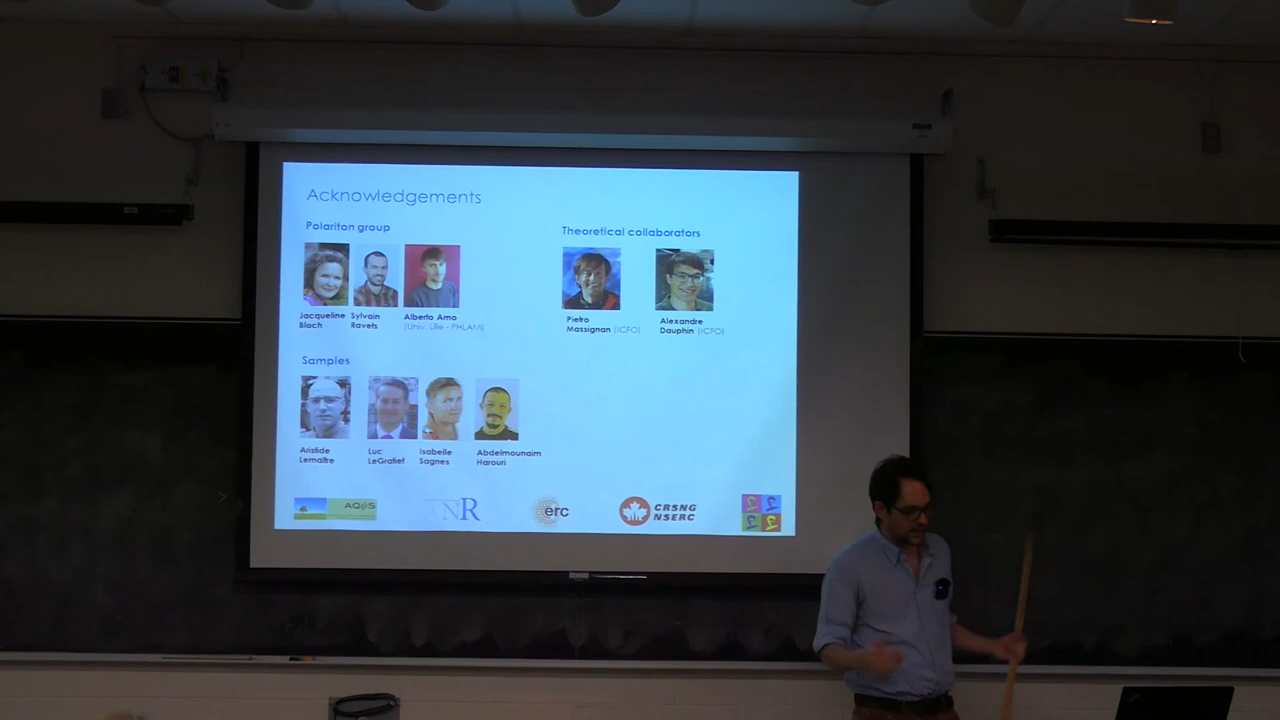 Acknowledgements
Polariton group
Jacqueline
Bloch
Sylvain
Ravets
Alberto Amo
(Univ. Lille - PHLAM)
Theoretical collaborators
Pietro
Massignan (ICFO)
Alexandre
Dauphin (ICFO)
Samples
Aristide
Lemaître
Luc
LeGratiet
Isabelle
Sagnes
Abdelmounaim
Harouri
ANR
erc
CRSNG
NSERC